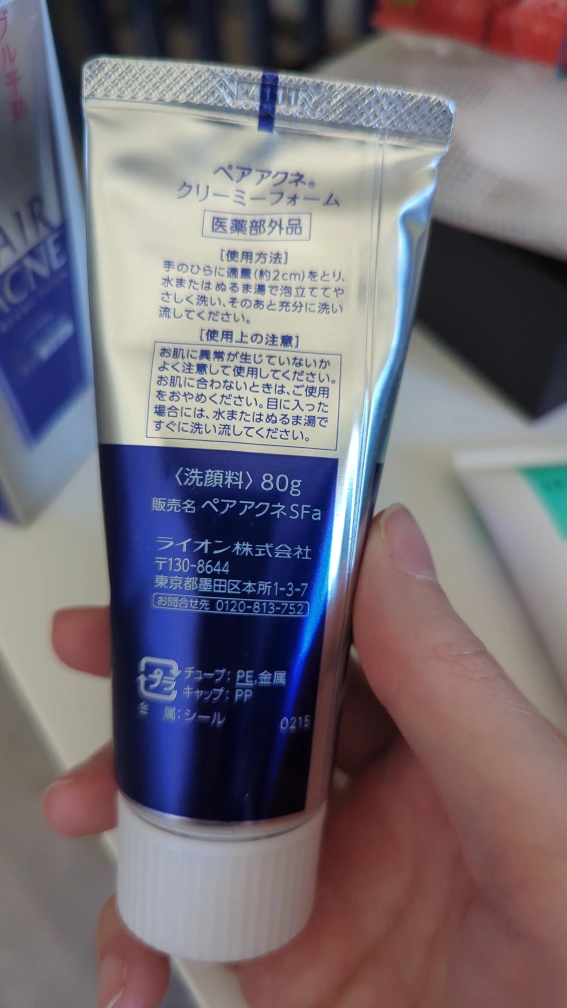 ペアアクネ®
クリーミーフォーム
医薬部外品
[使用方法]
手のひらに適量(約2cm)をとり、
水またはぬるま湯で泡立ててや
さしく洗い、そのあと充分に洗い
流してください。
[使用上の注意]
お肌に異常が生じていないか
よく注意して使用してください。
お肌に合わないときは、ご使用
をおやめください。目に入った
場合には、水またはぬるま湯で
すぐに洗い流してください。
〈洗顔料〉80g
販売名 ペアアクネSFa
ライオン株式会社
〒130-8644
東京都墨田区本所1-3-7
お問合せ先 0120-813-752
プラ
チューブ: PE,金属
キャップ: PP
金属:シール
0215
AIR
ACNE